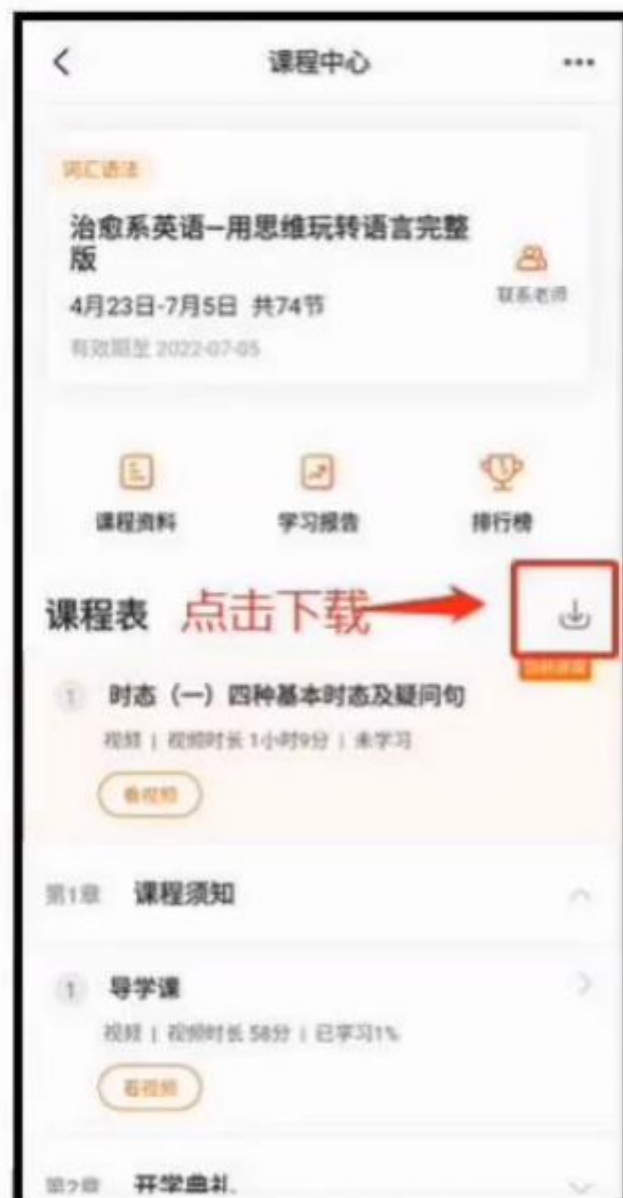 课程中心
词汇语法
治愈系英语—用思维玩转语言完整
版
联系老师
4月23日-7月5日 共74节
有效期至 2022-07-05
课程资料 学习报告 排行榜
课程表 点击下载
1 时态（一）四种基本时态及疑问句
视频 | 视频时长 1小时9分 | 未学习
看视频
第1章 课程须知
1 导学课
视频 | 视频时长 58分 | 已学习1%
看视频
第2章 开学典礼